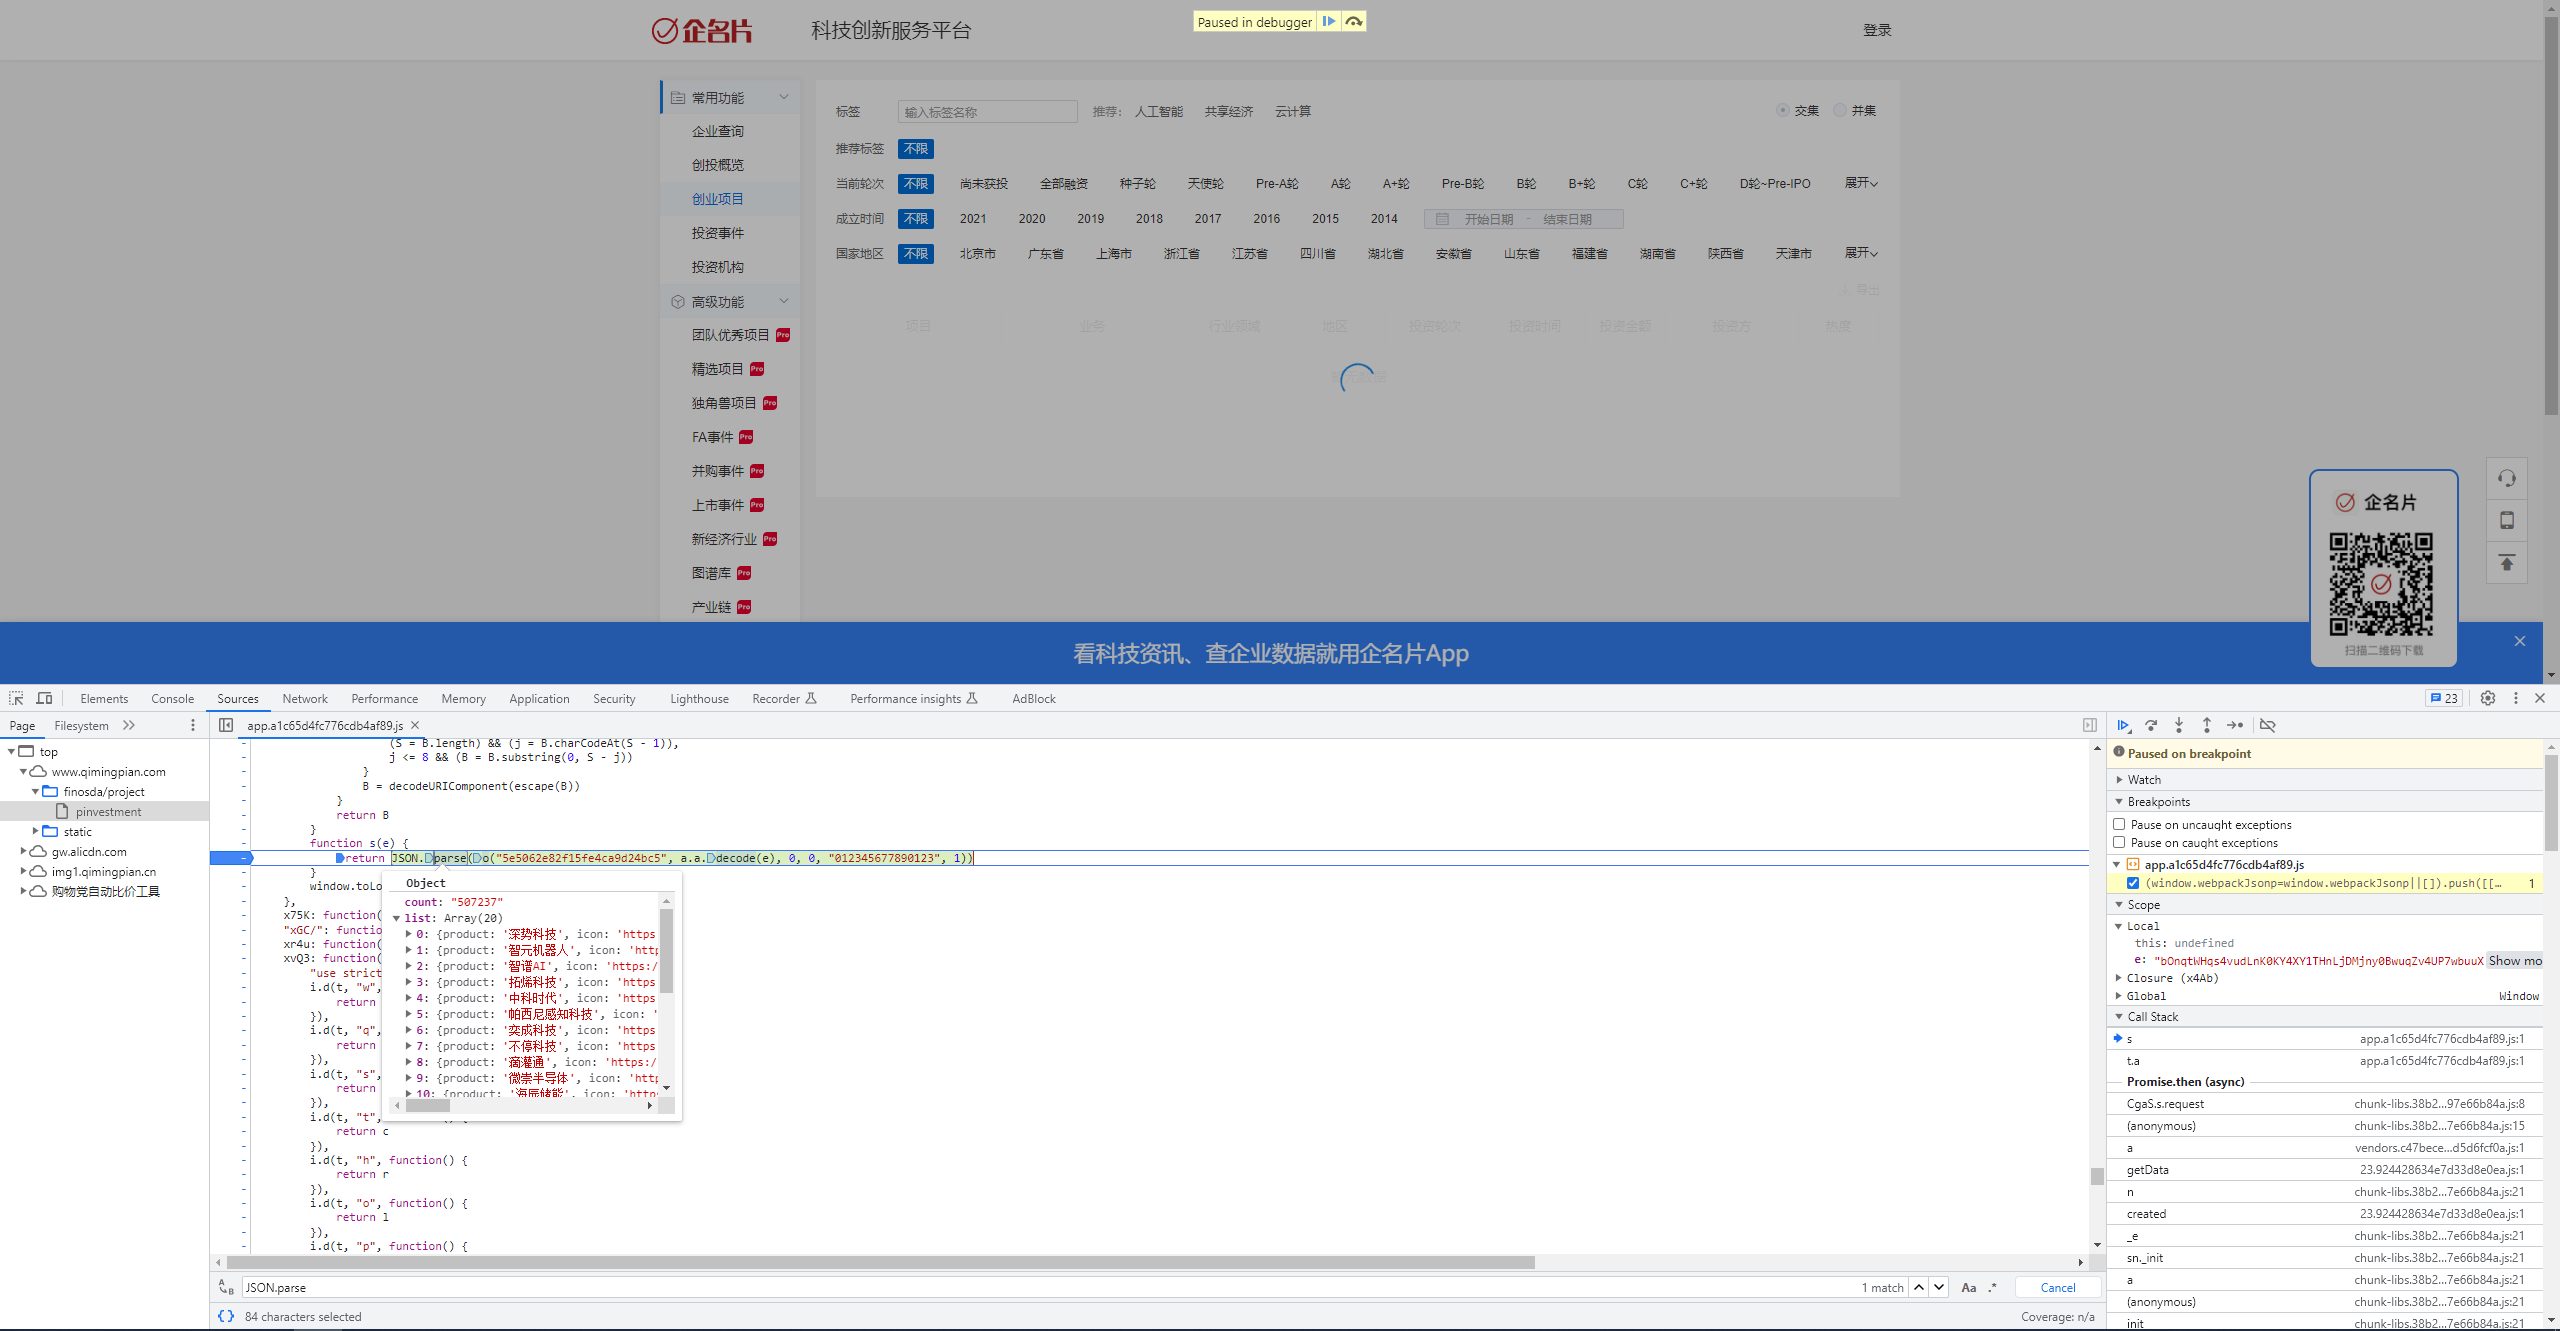 企名片
科技创新服务平台
Paused in debugger
登录
常用功能
企业查询
创投概览
创业项目
投资事件
投资机构
高级功能
团队优秀项目 Pro
精选项目 Pro
独角兽项目 Pro
FA事件 Pro
并购事件 Pro
上市事件 Pro
新经济行业 Pro
图谱库 Pro
产业链 Pro
标签 输入标签名称 推荐: 人工智能 共享经济 云计算 交集 并集
推荐标签 不限
当前轮次 不限 尚未获投 全部融资 种子轮 天使轮 Pre-A轮 A轮 A+轮 Pre-B轮 B轮 B+轮 C轮 C+轮 D轮~Pre-IPO 展开
成立时间 不限 2021 2020 2019 2018 2017 2016 2015 2014 开始日期 - 结束日期
国家地区 不限 北京市 广东省 上海市 浙江省 江苏省 四川省 湖北省 安徽省 山东省 福建省 湖南省 陕西省 天津市 展开
导出
项目 业务 行业领域 地区 投资轮次 投资时间 投资金额 投资方 热度
企名片
扫描二维码下载
看科技资讯、查企业数据就用企名片App
Elements Console Sources Network Performance Memory Application Security Lighthouse Recorder Performance insights AdBlock 23
Page Filesystem
app.a1c65d4fc776cdb4af89.js
top
www.qimingpian.com
finosda/project
pinvestment
static
gw.alicdn.com
img1.qimingpian.cn
购物党自动比价工具
(S = B.length) && (j = B.charCodeAt(S - 1)),
j <= 8 && (B = B.substring(0, S - j))
}
B = decodeURIComponent(escape(B))
}
return B
}
function s(e) {
return JSON.parse(o("5e5062e82f15fe4ca9d24bc5", a.a.decode(e), 0, 0, "012345677890123", 1))
}
window.toLo
},
x75K: function(
"xGC/": functio
xr4u: function(
xvQ3: function(
"use strict
i.d(t, "w",
return
}),
i.d(t, "q",
return
}),
i.d(t, "s",
return
}),
i.d(t, "t",
return c
}),
i.d(t, "h", function() {
return r
}),
i.d(t, "o", function() {
return l
}),
i.d(t, "p", function() {
Object
count: "507237"
list: Array(20)
0: {product: '深势科技', icon: 'https
1: {product: '智元机器人', icon: 'http
2: {product: '智谱AI', icon: 'https:/
3: {product: '拓烯科技', icon: 'https
4: {product: '中科时代', icon: 'https
5: {product: '帕西尼感知科技', icon: '
6: {product: '奕成科技', icon: 'https
7: {product: '不停科技', icon: 'https
8: {product: '滴灌通', icon: 'https:/
9: {product: '微崇半导体', icon: 'http
10: {product: '海辰储能', icon: 'https
JSON.parse
1 match
Aa .* Cancel
84 characters selected
Coverage: n/a
Paused on breakpoint
Watch
Breakpoints
Pause on uncaught exceptions
Pause on caught exceptions
app.a1c65d4fc776cdb4af89.js
(window.webpackJsonp=window.webpackJsonp||[]).push([[… 1
Scope
Local
this: undefined
e: "bOnqtWHqs4vudLnK0KY4XY1THnLjDMjny0BwuqZv4UP7wbuuX Show mo
Closure (x4Ab)
Global Window
Call Stack
s app.a1c65d4fc776cdb4af89.js:1
t.a app.a1c65d4fc776cdb4af89.js:1
Promise.then (async)
CgaS.s.request chunk-libs.38b2…97e66b84a.js:8
(anonymous) chunk-libs.38b2…7e66b84a.js:15
a vendors.c47bece…d5d6fcf0a.js:1
getData 23.924428634e7d33d8e0ea.js:1
n chunk-libs.38b2…7e66b84a.js:21
created 23.924428634e7d33d8e0ea.js:1
_e chunk-libs.38b2…7e66b84a.js:21
sn._init chunk-libs.38b2…7e66b84a.js:21
a chunk-libs.38b2…7e66b84a.js:21
(anonymous) chunk-libs.38b2…7e66b84a.js:21
init chunk-libs.38b2…7e66b84a.js:21